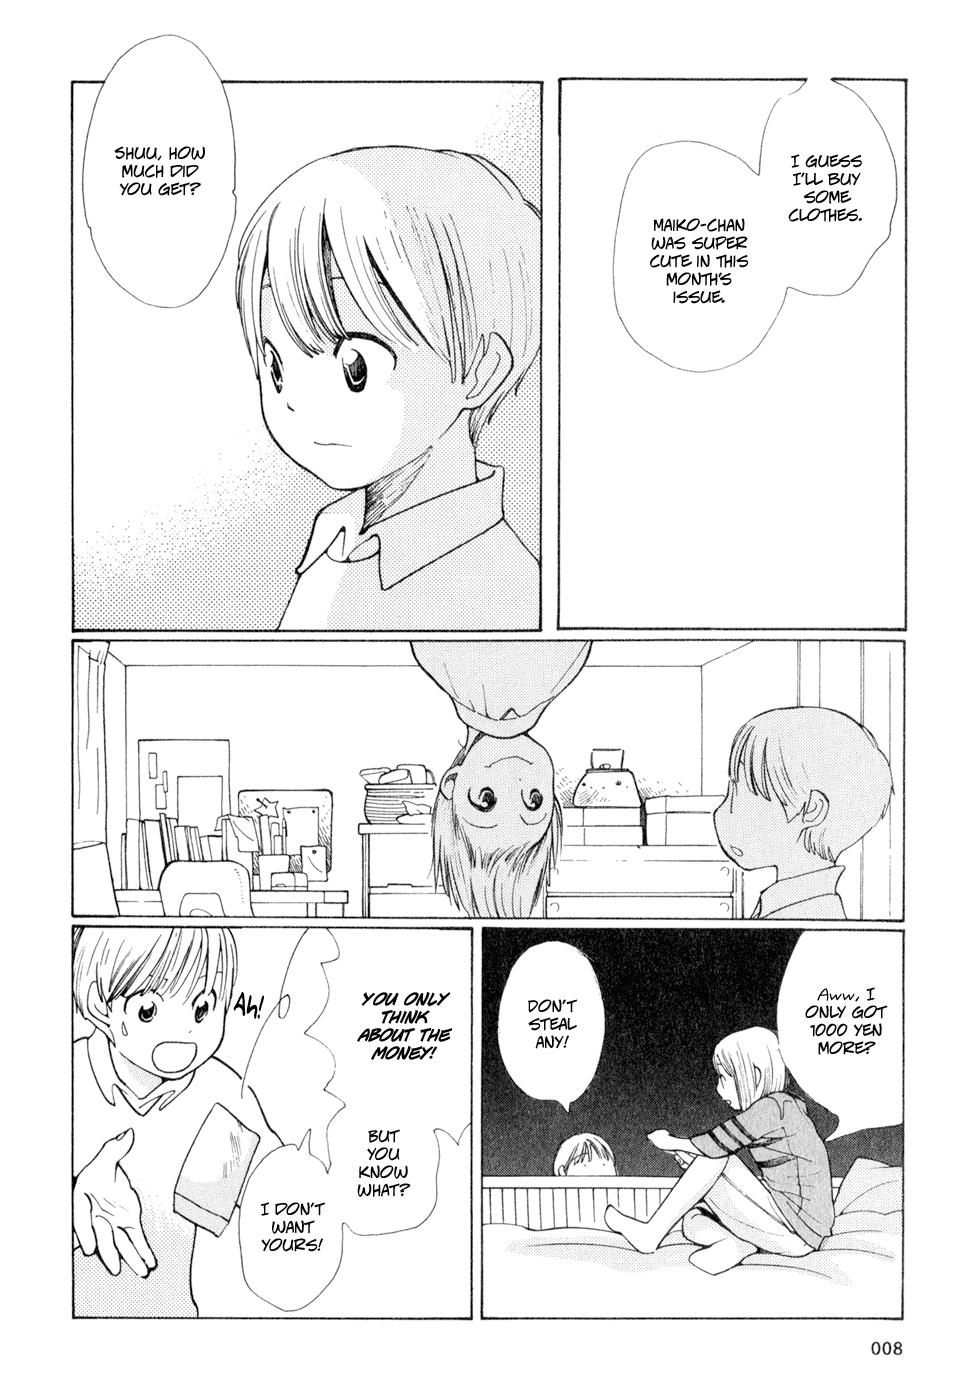 I GUESS
I'LL BUY
SOME
CLOTHES.
MAIKO-CHAN
WAS SUPER
CUTE IN THIS
MONTH'S
ISSUE.
SHUU, HOW
MUCH DID
YOU GET?
Aww, I
ONLY GOT
1000 YEN
MORE?
DON'T
STEAL
ANY!
YOU ONLY
THINK
ABOUT THE
MONEY!
Ah!
BUT
YOU
KNOW
WHAT?
I DON'T
WANT
YOURS!
008